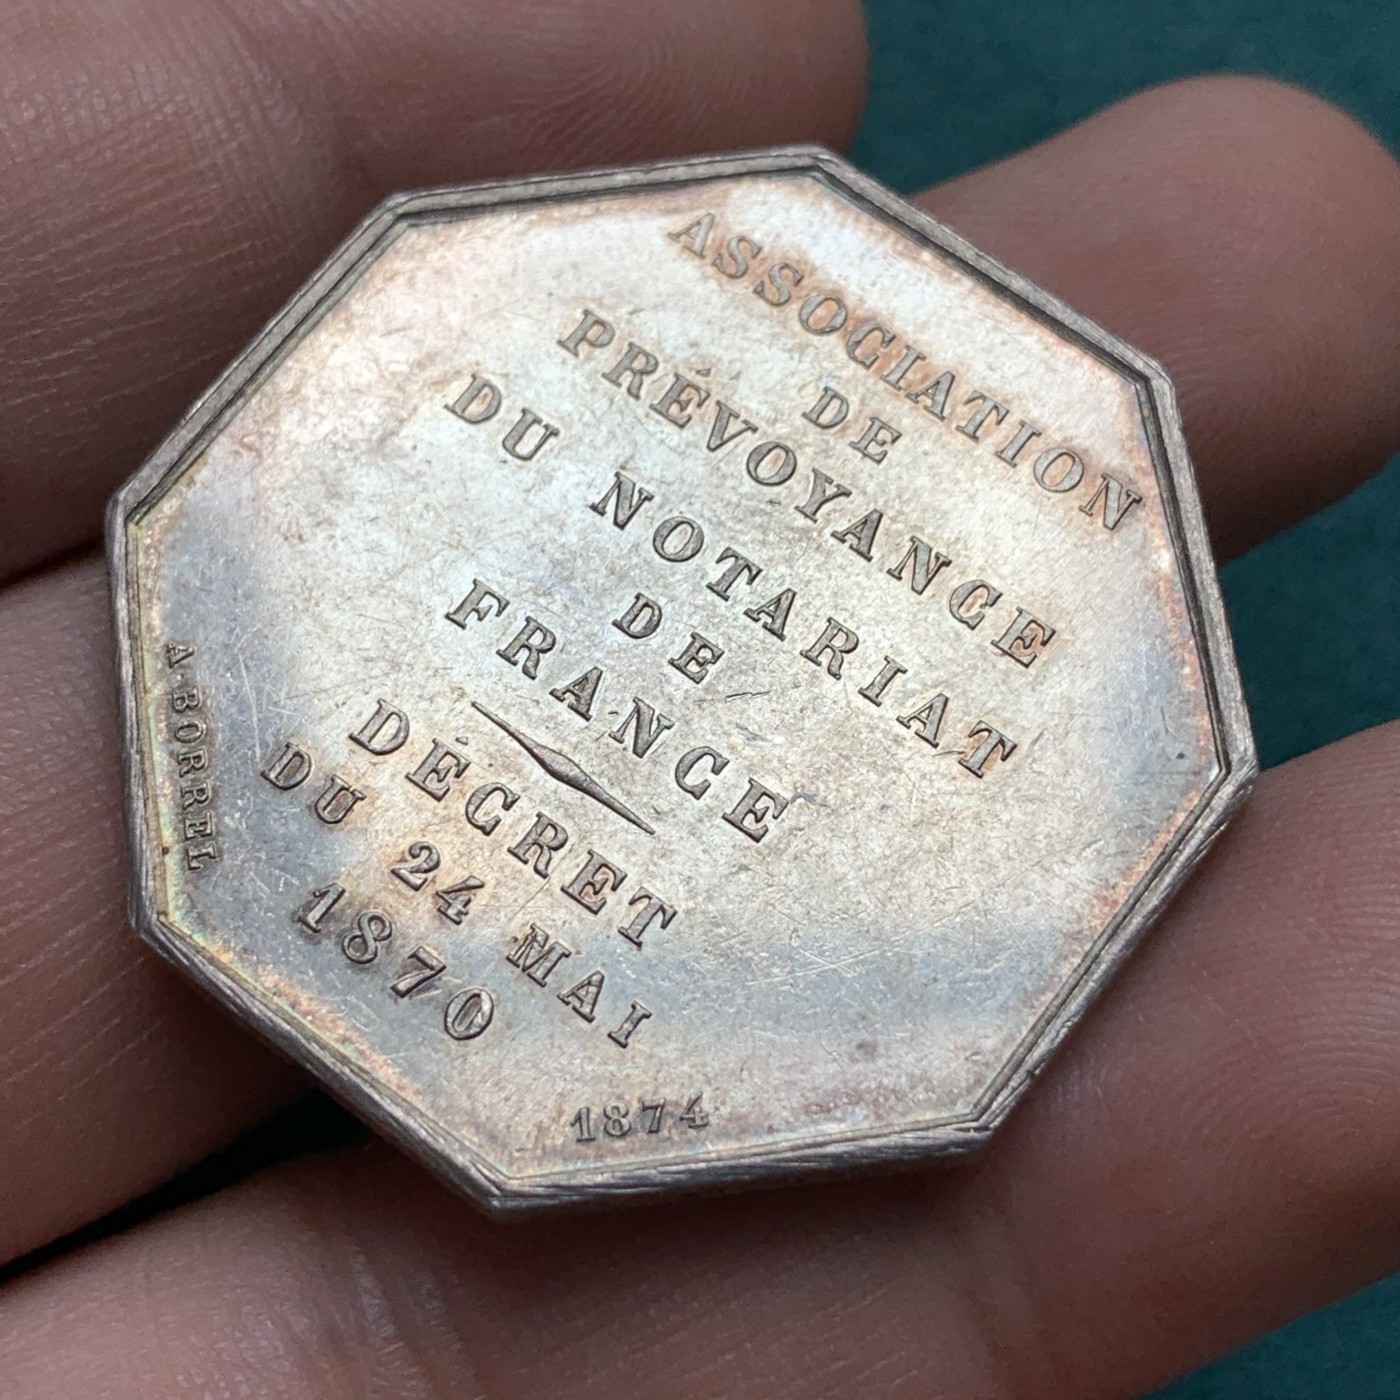 ASSOCIATION
DE
PRÉVOYANCE
DU NOTARIAT
DE
FRANCE
DÉCRET
DU 24 MAI
1870
A·BORREL
1874